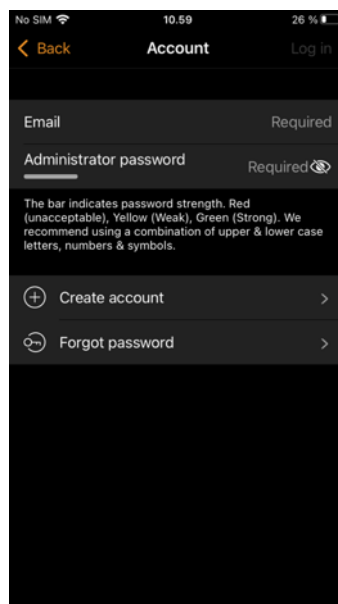 No SIM 10.59 26 %
Back Account Log in
Email Required
Administrator password Required
The bar indicates password strength. Red
(unacceptable), Yellow (Weak), Green (Strong). We
recommend using a combination of upper & lower case
letters, numbers & symbols.
Create account
Forgot password